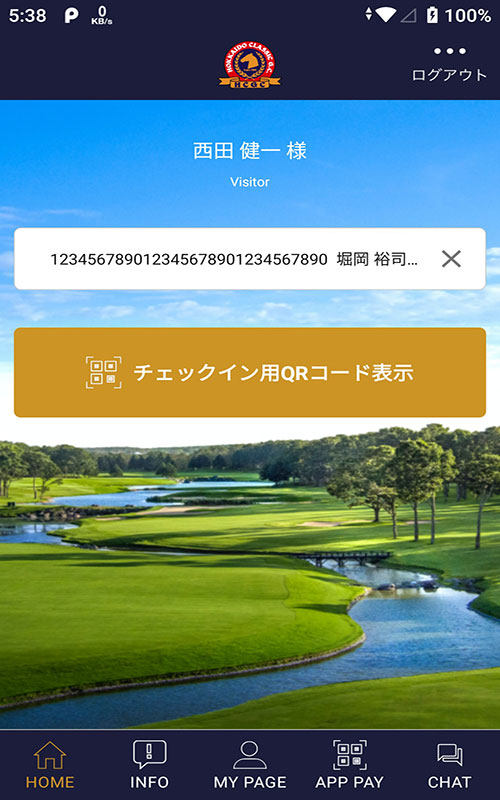 5:38
0
KB/s
100%
HOKKAIDO CLASSIC G.C.
H C G C
ログアウト
西田 健一 様
Visitor
123456789012345678901234567890 堀岡 裕司...
チェックイン用QRコード表示
HOME
INFO
MY PAGE
APP PAY
CHAT